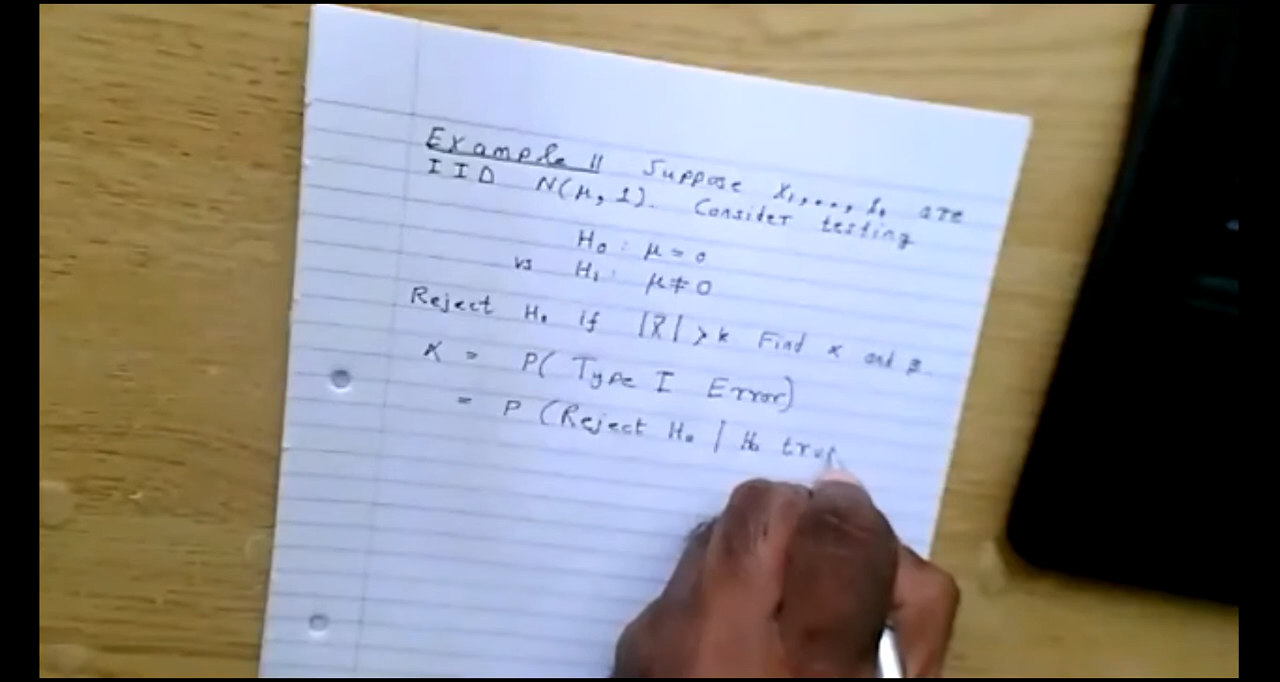 Example 11 Suppose X₁,..., Xₙ are
IID N(μ, 1). Consider testing
H₀ : μ = 0
vs H₁ : μ ≠ 0
Reject H₀ if |X̄| > k Find α and β.
α = P( Type I Error)
= P (Reject H₀ | H₀ true